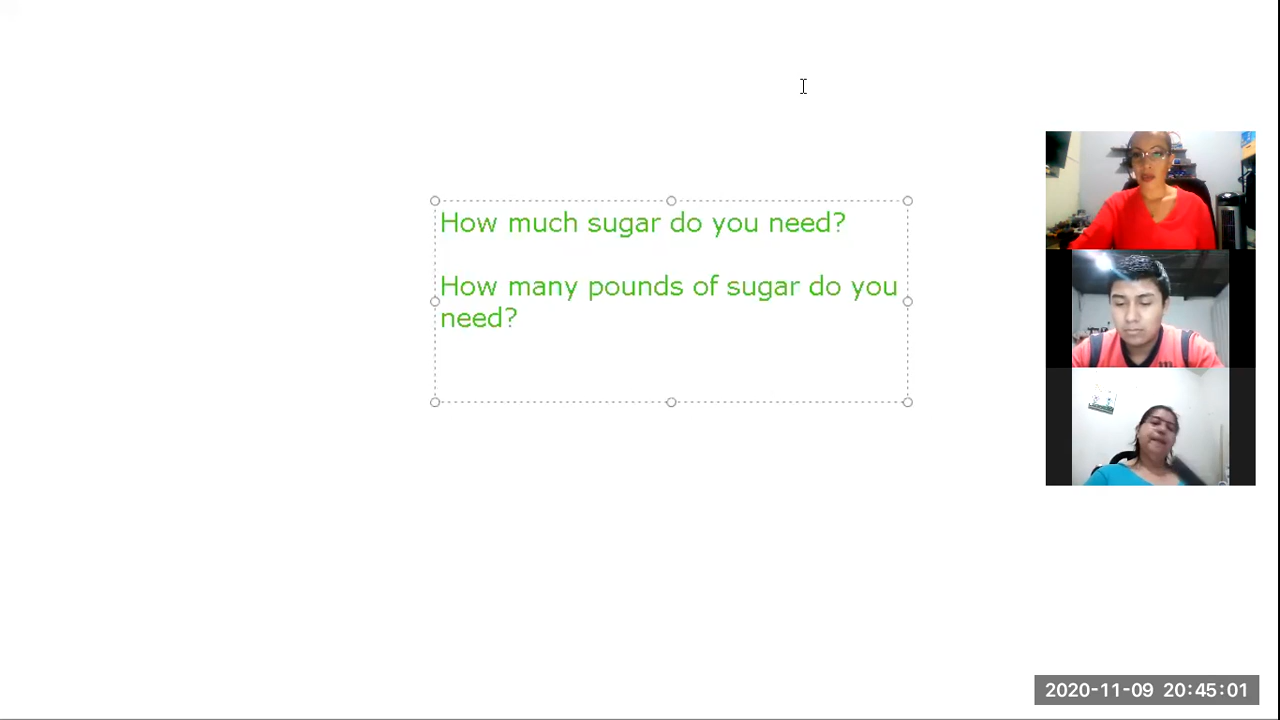 How much sugar do you need?
How many pounds of sugar do you
need?
2020-11-09 20:45:01